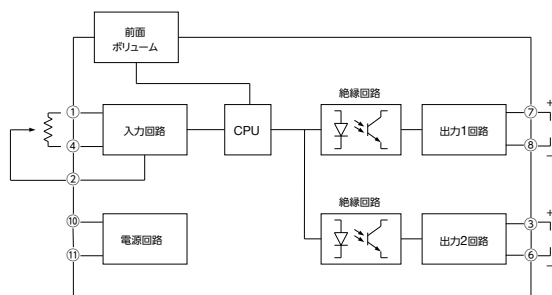 前面
ボリューム
絶縁回路
①
入力回路
CPU
出力1回路
⑦
+
④
⑧
−
②
絶縁回路
⑩
電源回路
出力2回路
③
+
⑪
⑥
−